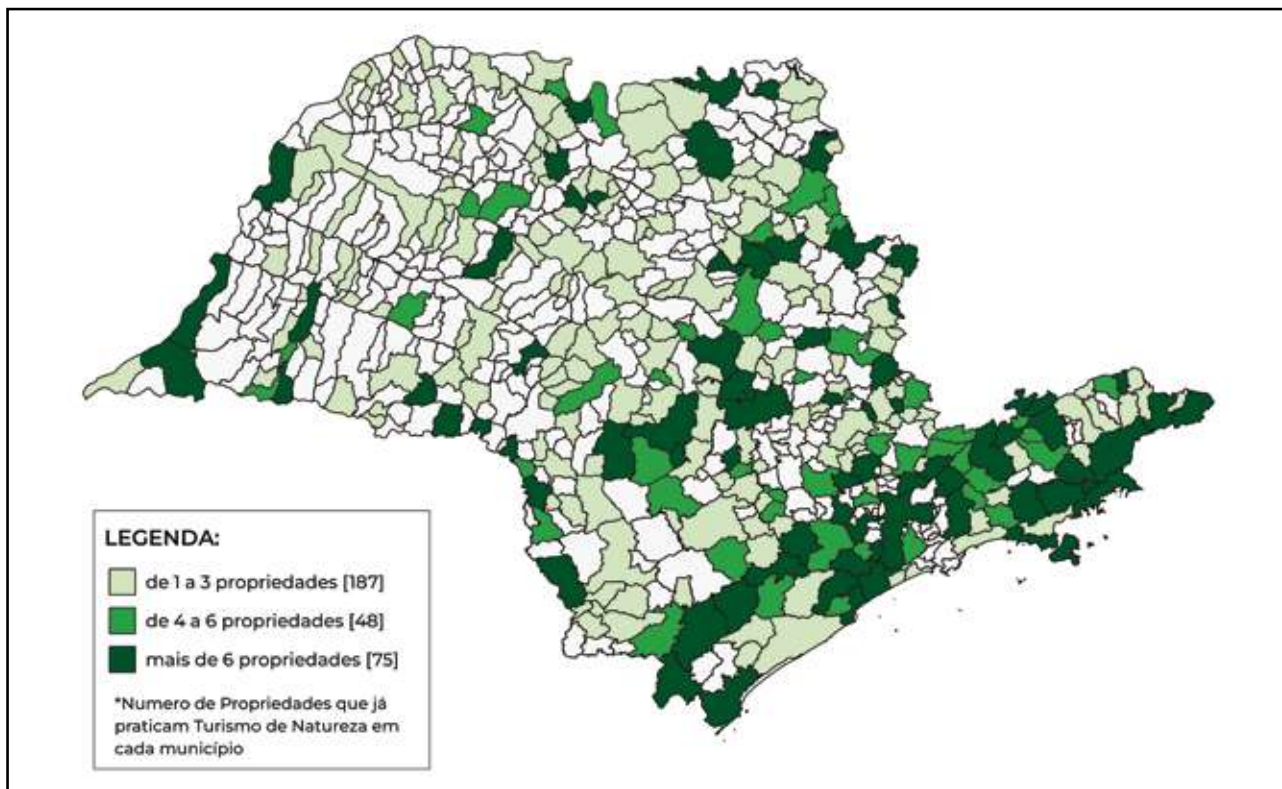 LEGENDA:
de 1 a 3 propriedades [187]
de 4 a 6 propriedades [48]
mais de 6 propriedades [75]
*Numero de Propriedades que já
praticam Turismo de Natureza em
cada município